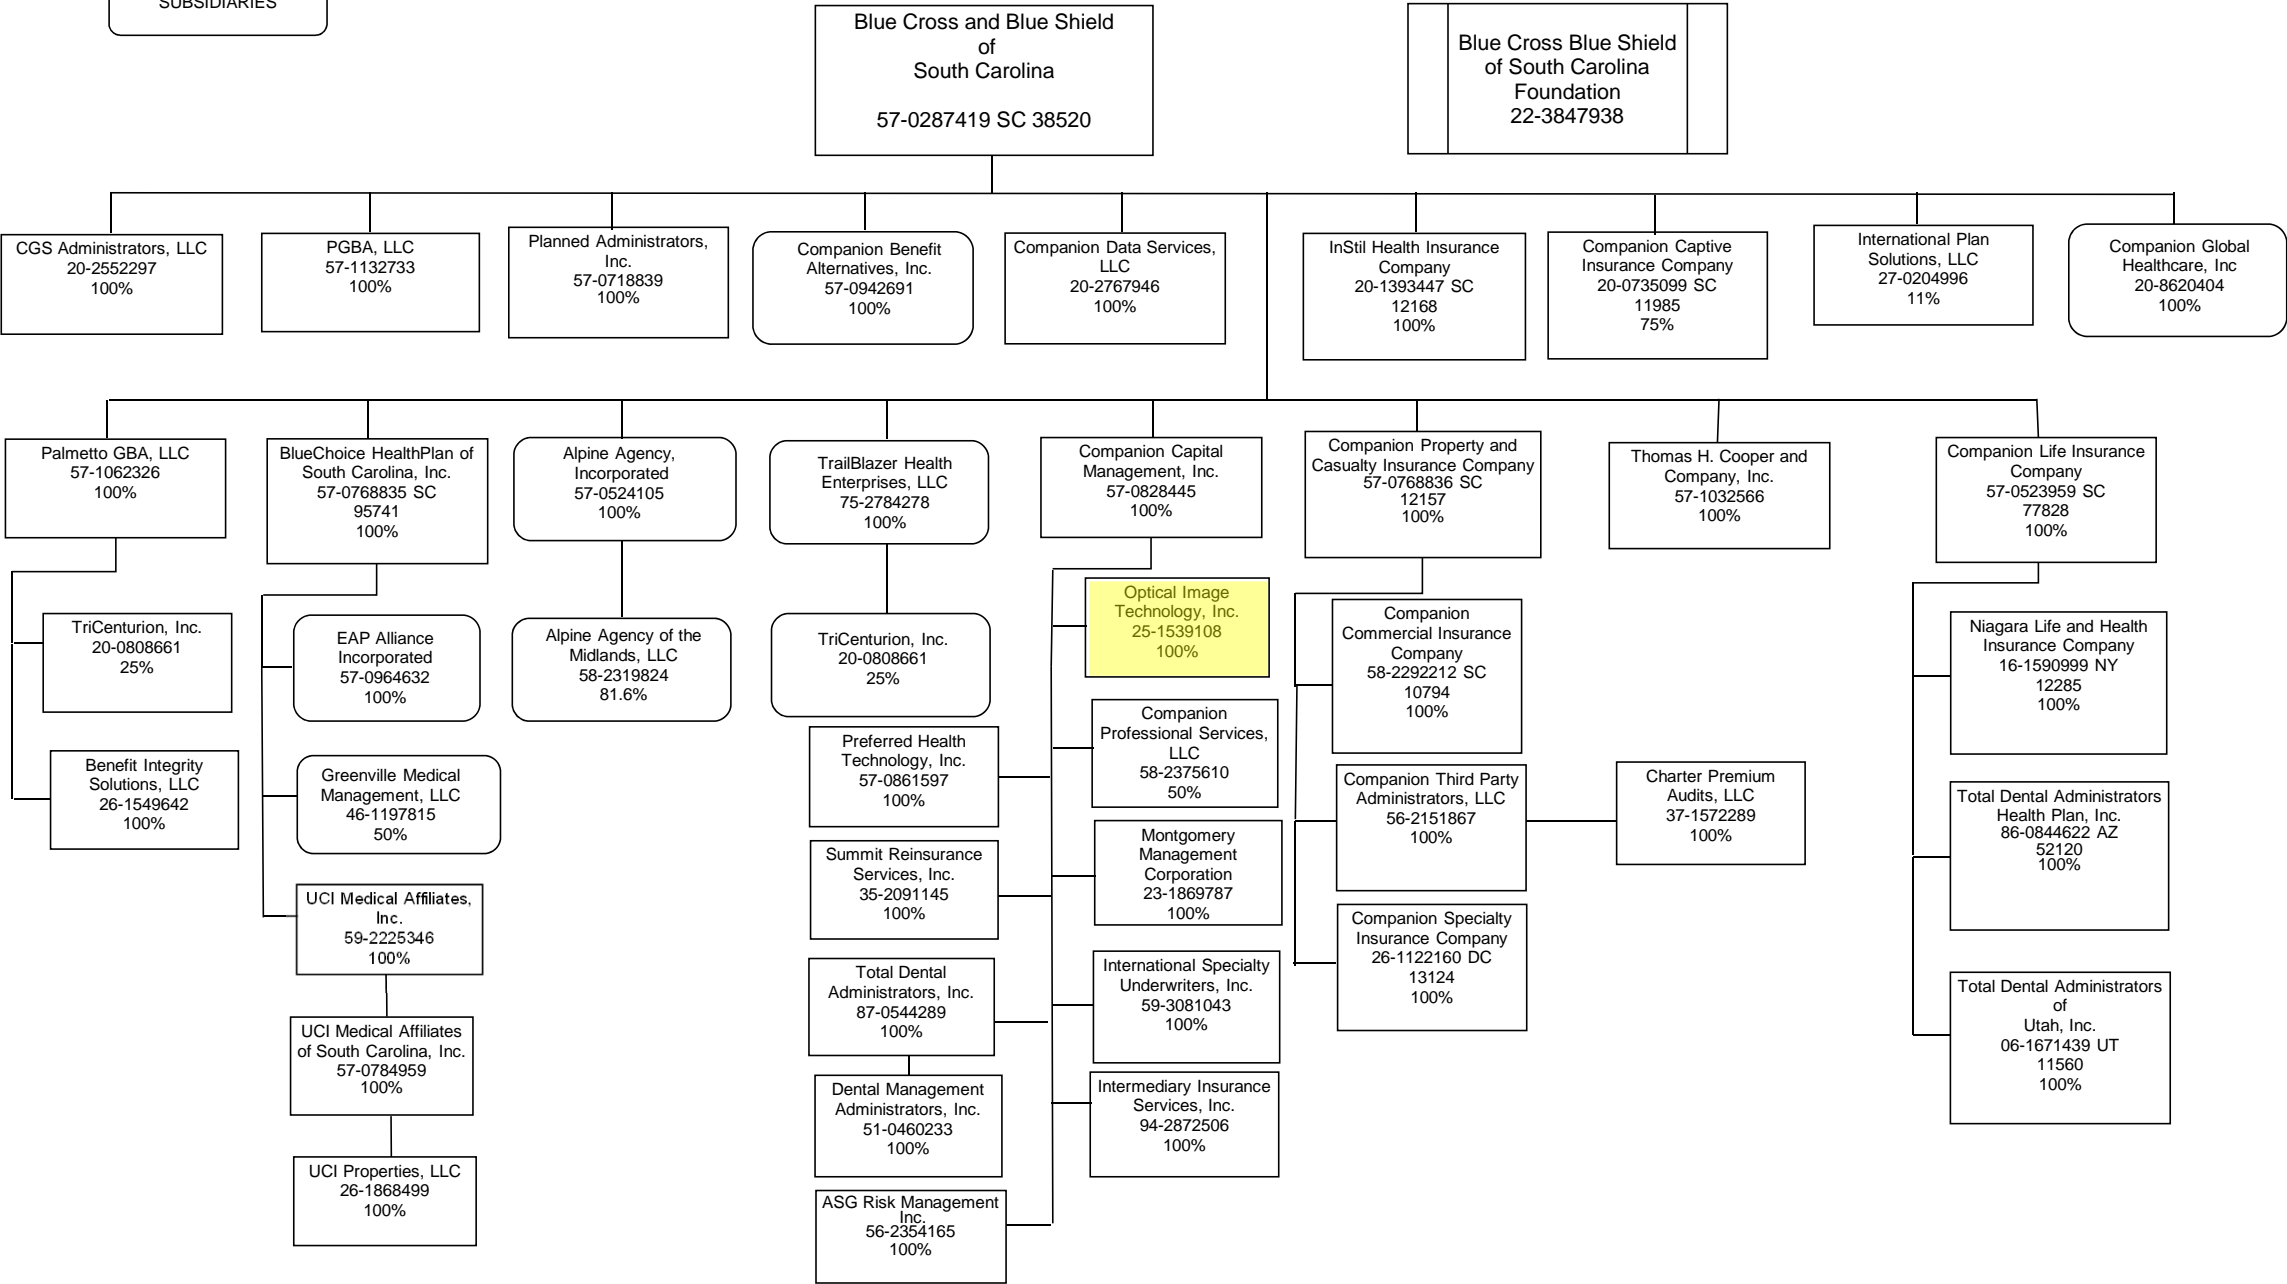 SUBSIDIARIES
Blue Cross and Blue Shield
of
South Carolina
57-0287419 SC 38520
Blue Cross Blue Shield
of South Carolina
Foundation
22-3847938
CGS Administrators, LLC
20-2552297
100%
PGBA, LLC
57-1132733
100%
Planned Administrators,
Inc.
57-0718839
100%
Companion Benefit
Alternatives, Inc.
57-0942691
100%
Companion Data Services,
LLC
20-2767946
100%
InStil Health Insurance
Company
20-1393447 SC
12168
100%
Companion Captive
Insurance Company
20-0735099 SC
11985
75%
International Plan
Solutions, LLC
27-0204996
11%
Companion Global
Healthcare, Inc
20-8620404
100%
Palmetto GBA, LLC
57-1062326
100%
BlueChoice HealthPlan of
South Carolina, Inc.
57-0768835 SC
95741
100%
Alpine Agency,
Incorporated
57-0524105
100%
TrailBlazer Health
Enterprises, LLC
75-2784278
100%
Companion Capital
Management, Inc.
57-0828445
100%
Companion Property and
Casualty Insurance Company
57-0768836 SC
12157
100%
Thomas H. Cooper and
Company, Inc.
57-1032566
100%
Companion Life Insurance
Company
57-0523959 SC
77828
100%
TriCenturion, Inc.
20-0808661
25%
Benefit Integrity
Solutions, LLC
26-1549642
100%
EAP Alliance
Incorporated
57-0964632
100%
Greenville Medical
Management, LLC
46-1197815
50%
UCI Medical Affiliates,
Inc.
59-2225346
100%
UCI Medical Affiliates
of South Carolina, Inc.
57-0784959
100%
UCI Properties, LLC
26-1868499
100%
Alpine Agency of the
Midlands, LLC
58-2319824
81.6%
TriCenturion, Inc.
20-0808661
25%
Preferred Health
Technology, Inc.
57-0861597
100%
Summit Reinsurance
Services, Inc.
35-2091145
100%
Total Dental
Administrators, Inc.
87-0544289
100%
Dental Management
Administrators, Inc.
51-0460233
100%
ASG Risk Management
Inc.
56-2354165
100%
Optical Image
Technology, Inc.
25-1539108
100%
Companion
Professional Services,
LLC
58-2375610
50%
Montgomery
Management
Corporation
23-1869787
100%
International Specialty
Underwriters, Inc.
59-3081043
100%
Intermediary Insurance
Services, Inc.
94-2872506
100%
Companion
Commercial Insurance
Company
58-2292212 SC
10794
100%
Companion Third Party
Administrators, LLC
56-2151867
100%
Charter Premium
Audits, LLC
37-1572289
100%
Companion Specialty
Insurance Company
26-1122160 DC
13124
100%
Niagara Life and Health
Insurance Company
16-1590999 NY
12285
100%
Total Dental Administrators
Health Plan, Inc.
86-0844622 AZ
52120
100%
Total Dental Administrators
of
Utah, Inc.
06-1671439 UT
11560
100%